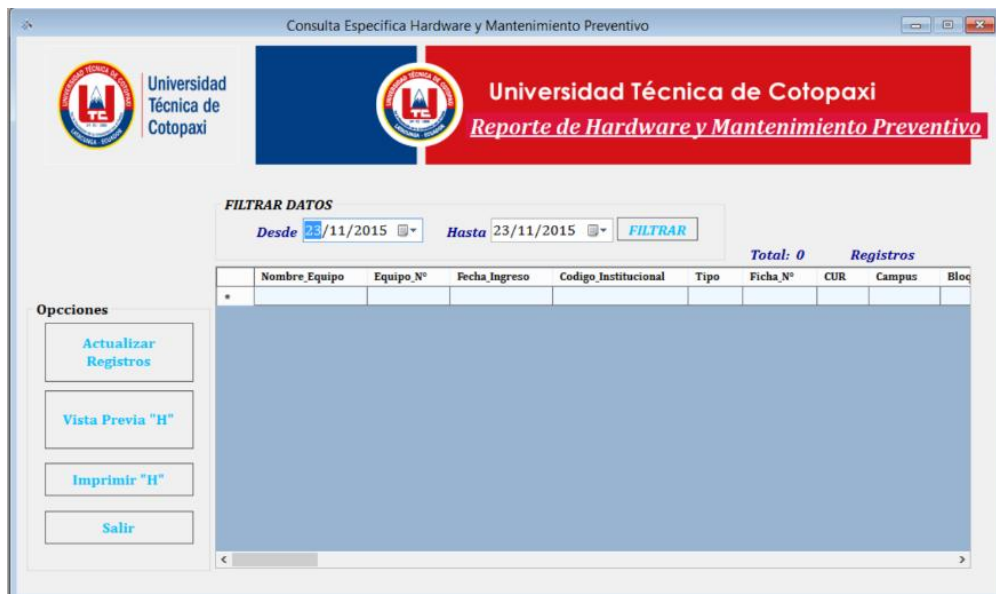 Consulta Especifica Hardware y Mantenimiento Preventivo
Universidad
Técnica de
Cotopaxi
Universidad Técnica de Cotopaxi
Reporte de Hardware y Mantenimiento Preventivo
FILTRAR DATOS
Desde 23/11/2015 Hasta 23/11/2015 FILTRAR
Total: 0 Registros
Nombre_Equipo Equipo_N° Fecha_Ingreso Codigo_Institucional Tipo Ficha_N° CUR Campus Bloq
*
Opcciones
Actualizar
Registros
Vista Previa "H"
Imprimir "H"
Salir